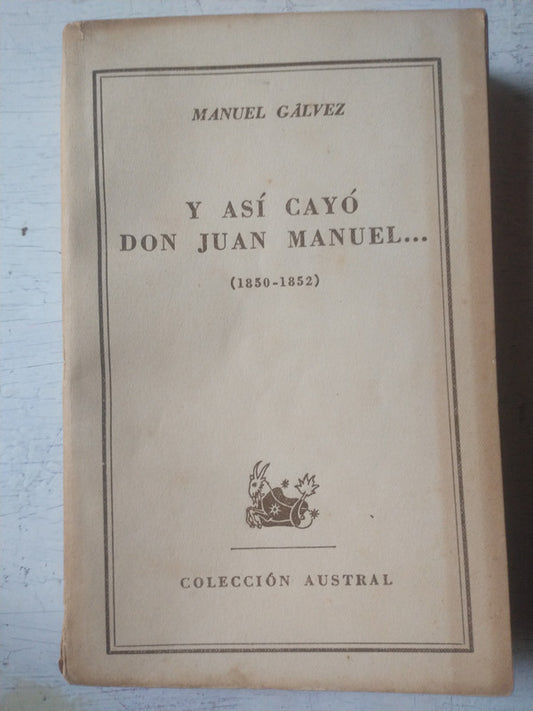 MANUEL GÁLVEZ
Y ASÍ CAYÓ
DON JUAN MANUEL...
(1850-1852)
COLECCIÓN AUSTRAL